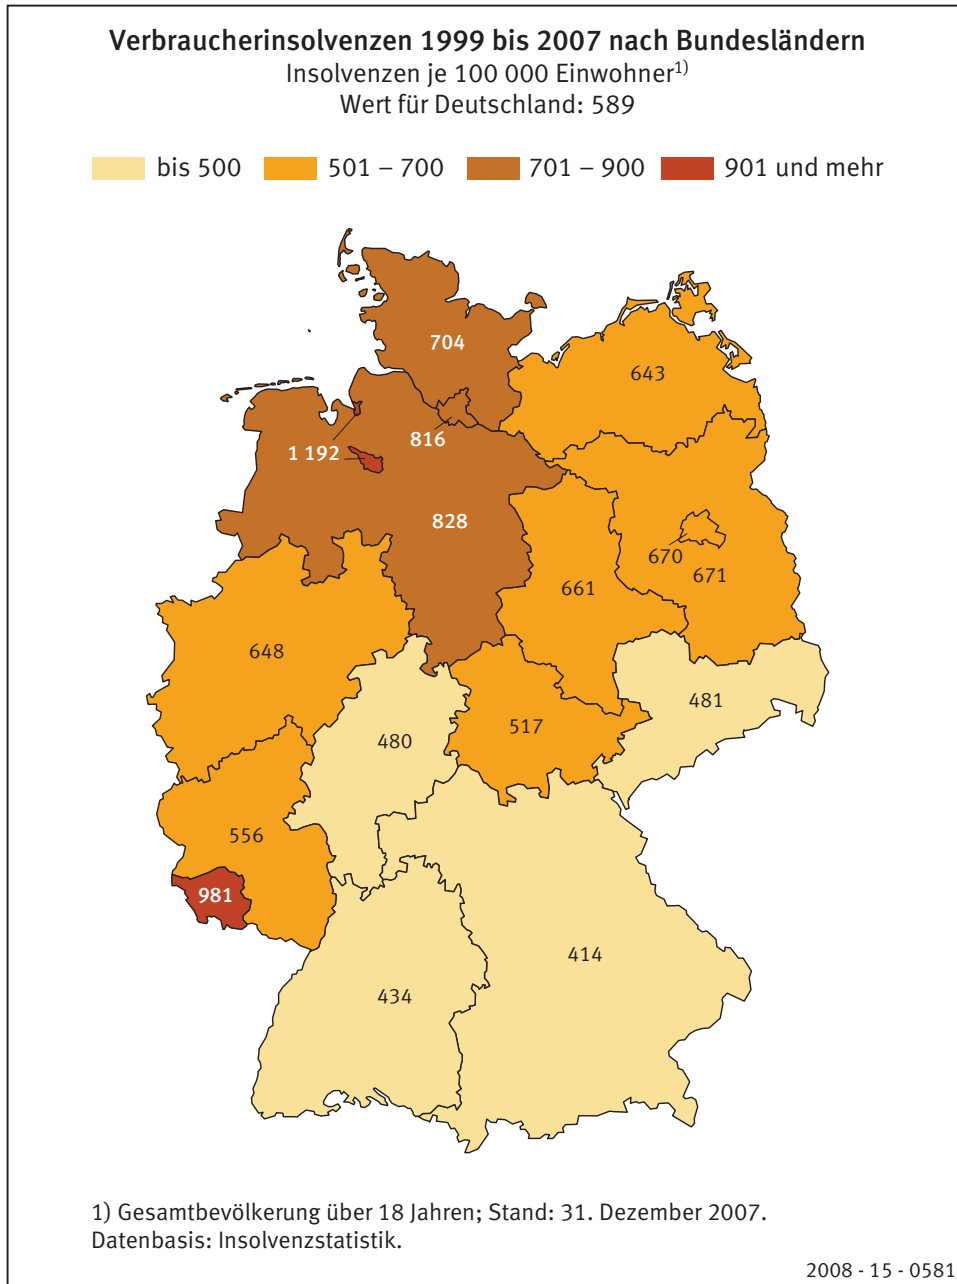 Verbraucherinsolvenzen 1999 bis 2007 nach Bundesländern
Insolvenzen je 100 000 Einwohner1)
Wert für Deutschland: 589
bis 500 501 – 700 701 – 900 901 und mehr
704
643
816
1 192
828
670
671
661
648
481
517
480
556
981
414
434
1) Gesamtbevölkerung über 18 Jahren; Stand: 31. Dezember 2007.
Datenbasis: Insolvenzstatistik.
2008 - 15 - 0581